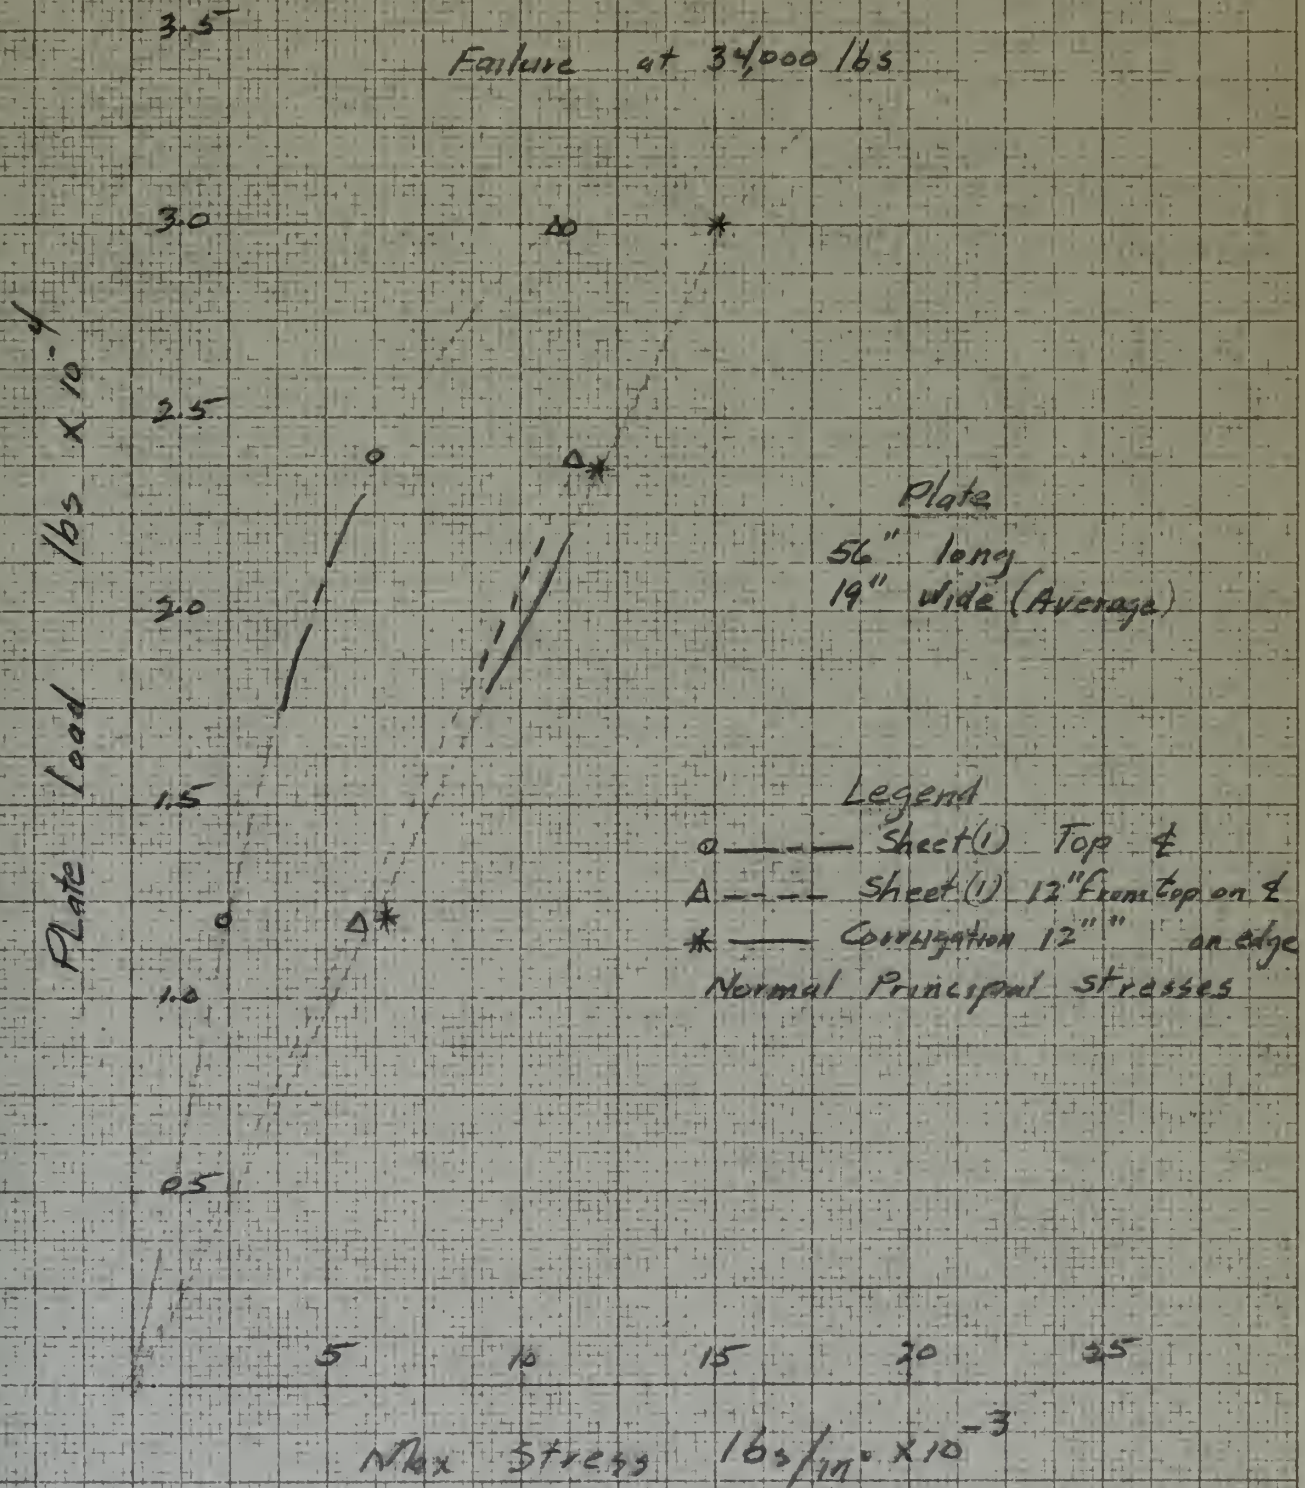 3.5
Failure at 34,000 lbs
3.0
2.5
2.0
1.5
1.0
0.5
Plate Load lbs x 10^-4
Plate
56" long
19" wide (Average)
Legend
o Sheet (1) Top ℄
Δ Sheet (1) 12" from top on ℄
* Corrugation 12" " on edge
Normal Principal stresses
5 10 15 20 25
Max Stress lbs/in² x 10^-3